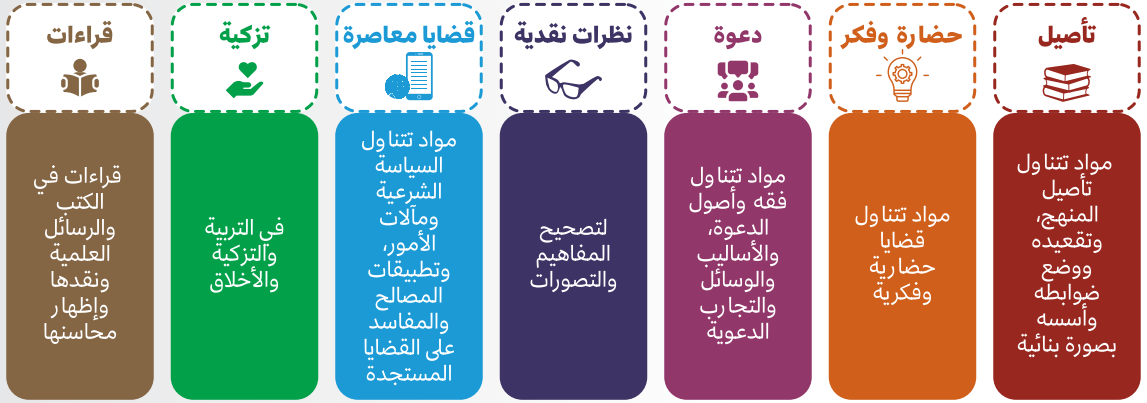 تأصيل
مواد تتناول
تأصيل
المنهج،
وتقعيده
ووضع
ضوابطه
وأسسه
بصورة بنائية
حضارة وفكر
مواد تتناول
قضايا
حضارية
وفكرية
دعوة
مواد تتناول
فقه وأصول
الدعوة،
والأساليب
والوسائل
والتجارب
الدعوية
نظرات نقدية
لتصحيح
المفاهيم
والتصورات
قضايا معاصرة
مواد تتناول
السياسة
الشرعية
ومآلات
الأمور،
وتطبيقات
المصالح
والمفاسد
على القضايا
المستجدة
تزكية
في التربية
والتزكية
والأخلاق
قراءات
قراءات في
الكتب
والرسائل
العلمية
ونقدها
وإظهار
محاسنها